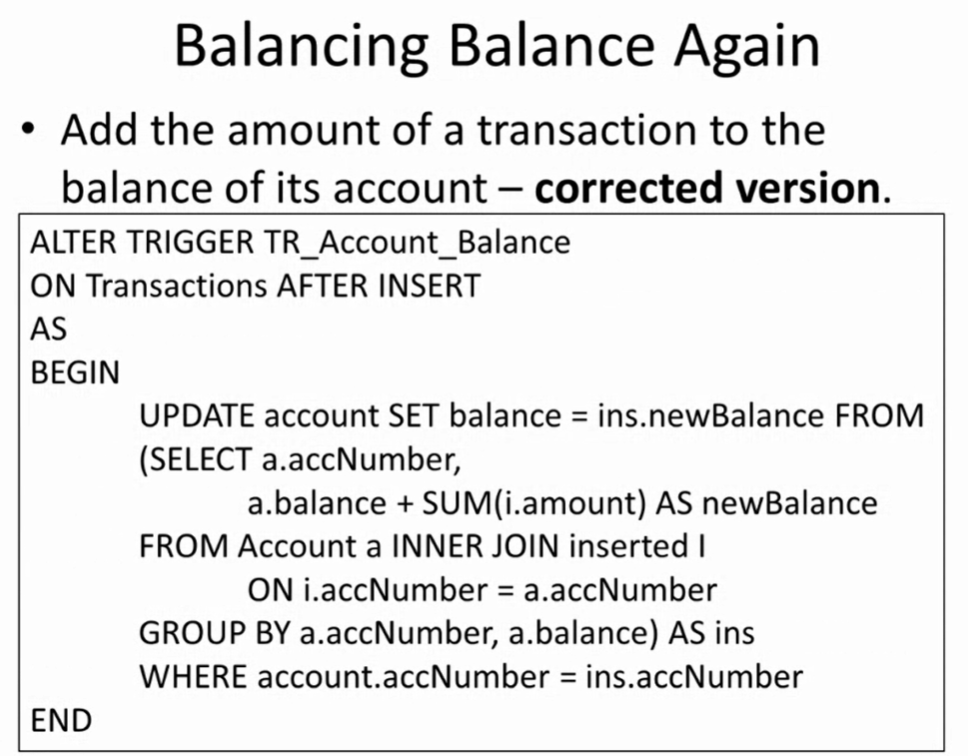 Balancing Balance Again
• Add the amount of a transaction to the
balance of its account – corrected version.
ALTER TRIGGER TR_Account_Balance
ON Transactions AFTER INSERT
AS
BEGIN
UPDATE account SET balance = ins.newBalance FROM
(SELECT a.accNumber,
a.balance + SUM(i.amount) AS newBalance
FROM Account a INNER JOIN inserted I
ON i.accNumber = a.accNumber
GROUP BY a.accNumber, a.balance) AS ins
WHERE account.accNumber = ins.accNumber
END